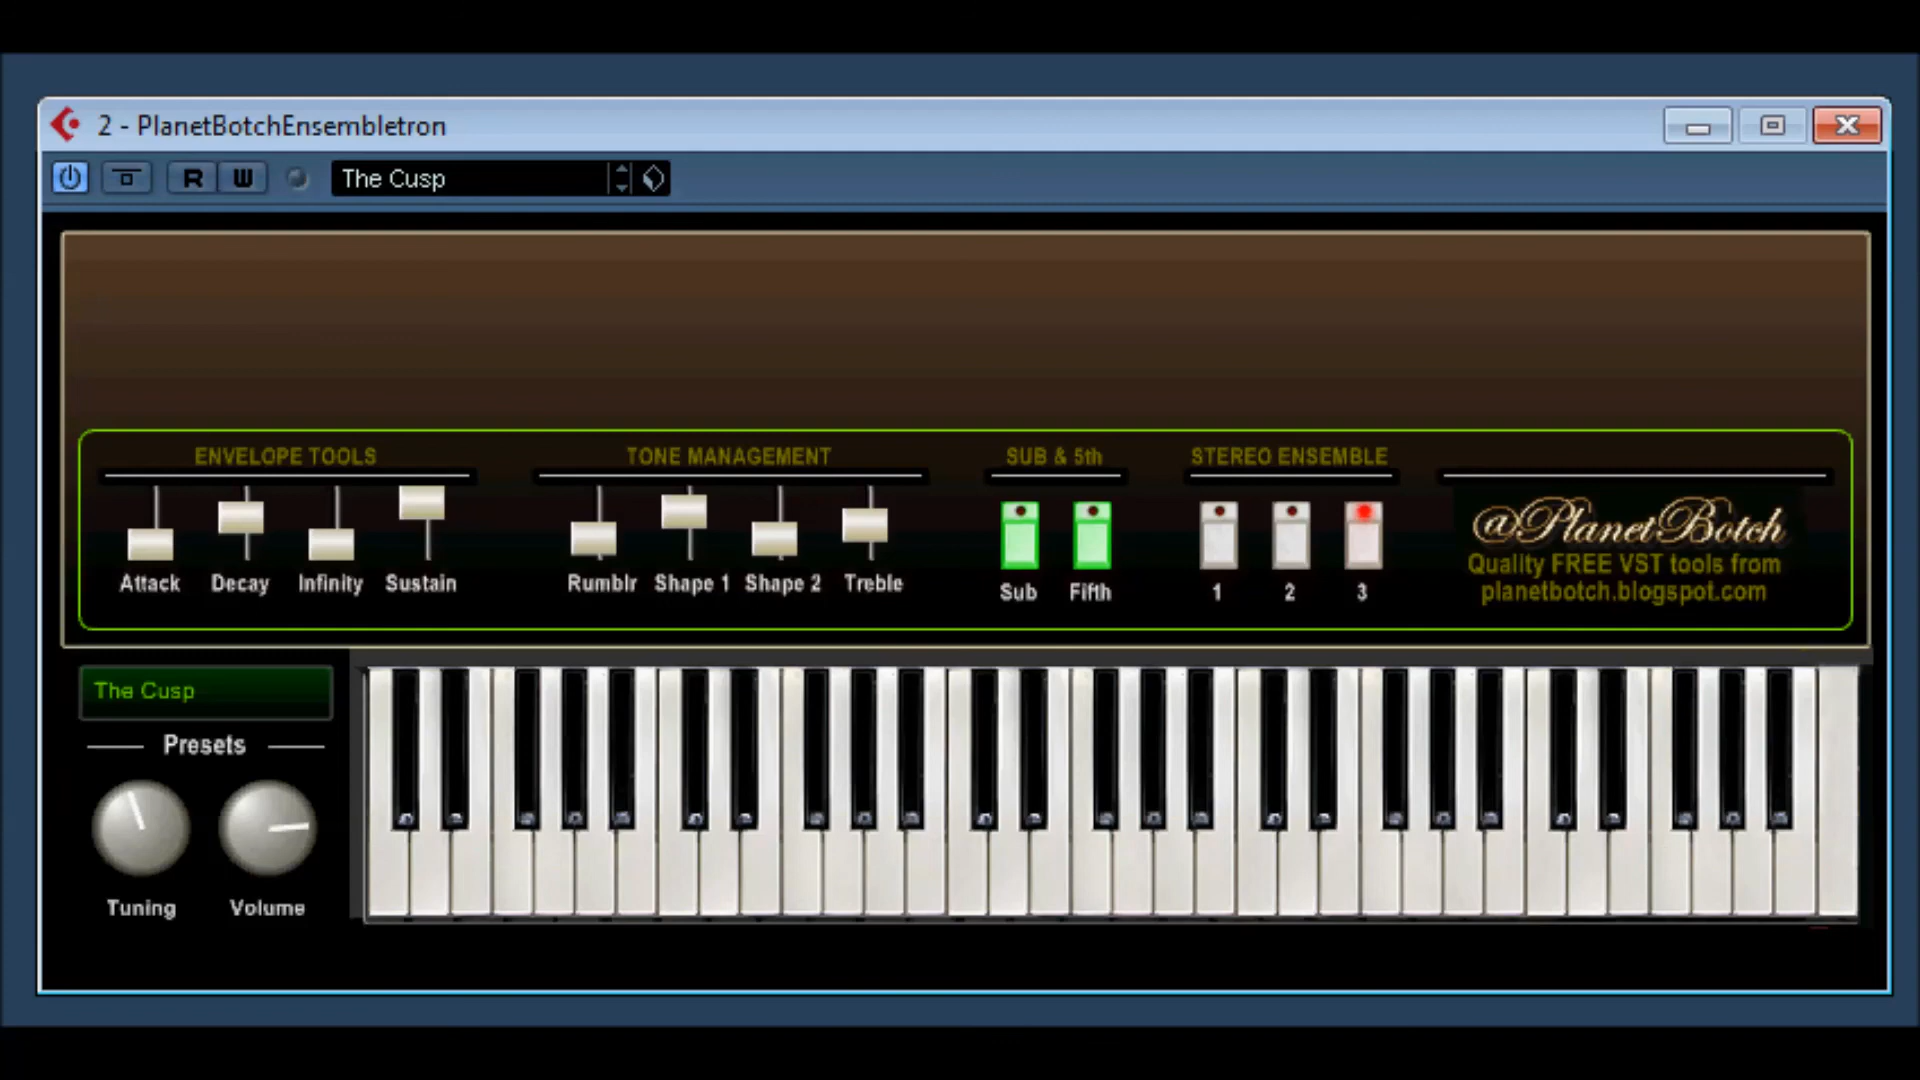 2 - PlanetBotchEnsembletron
R W The Cusp
ENVELOPE TOOLS TONE MANAGEMENT SUB & 5th STEREO ENSEMBLE
@PlanetBotch
Quality FREE VST tools from
planetbotch.blogspot.com
Attack Decay Infinity Sustain Rumblr Shape 1 Shape 2 Treble Sub Fifth 1 2 3
The Cusp
Presets
Tuning Volume